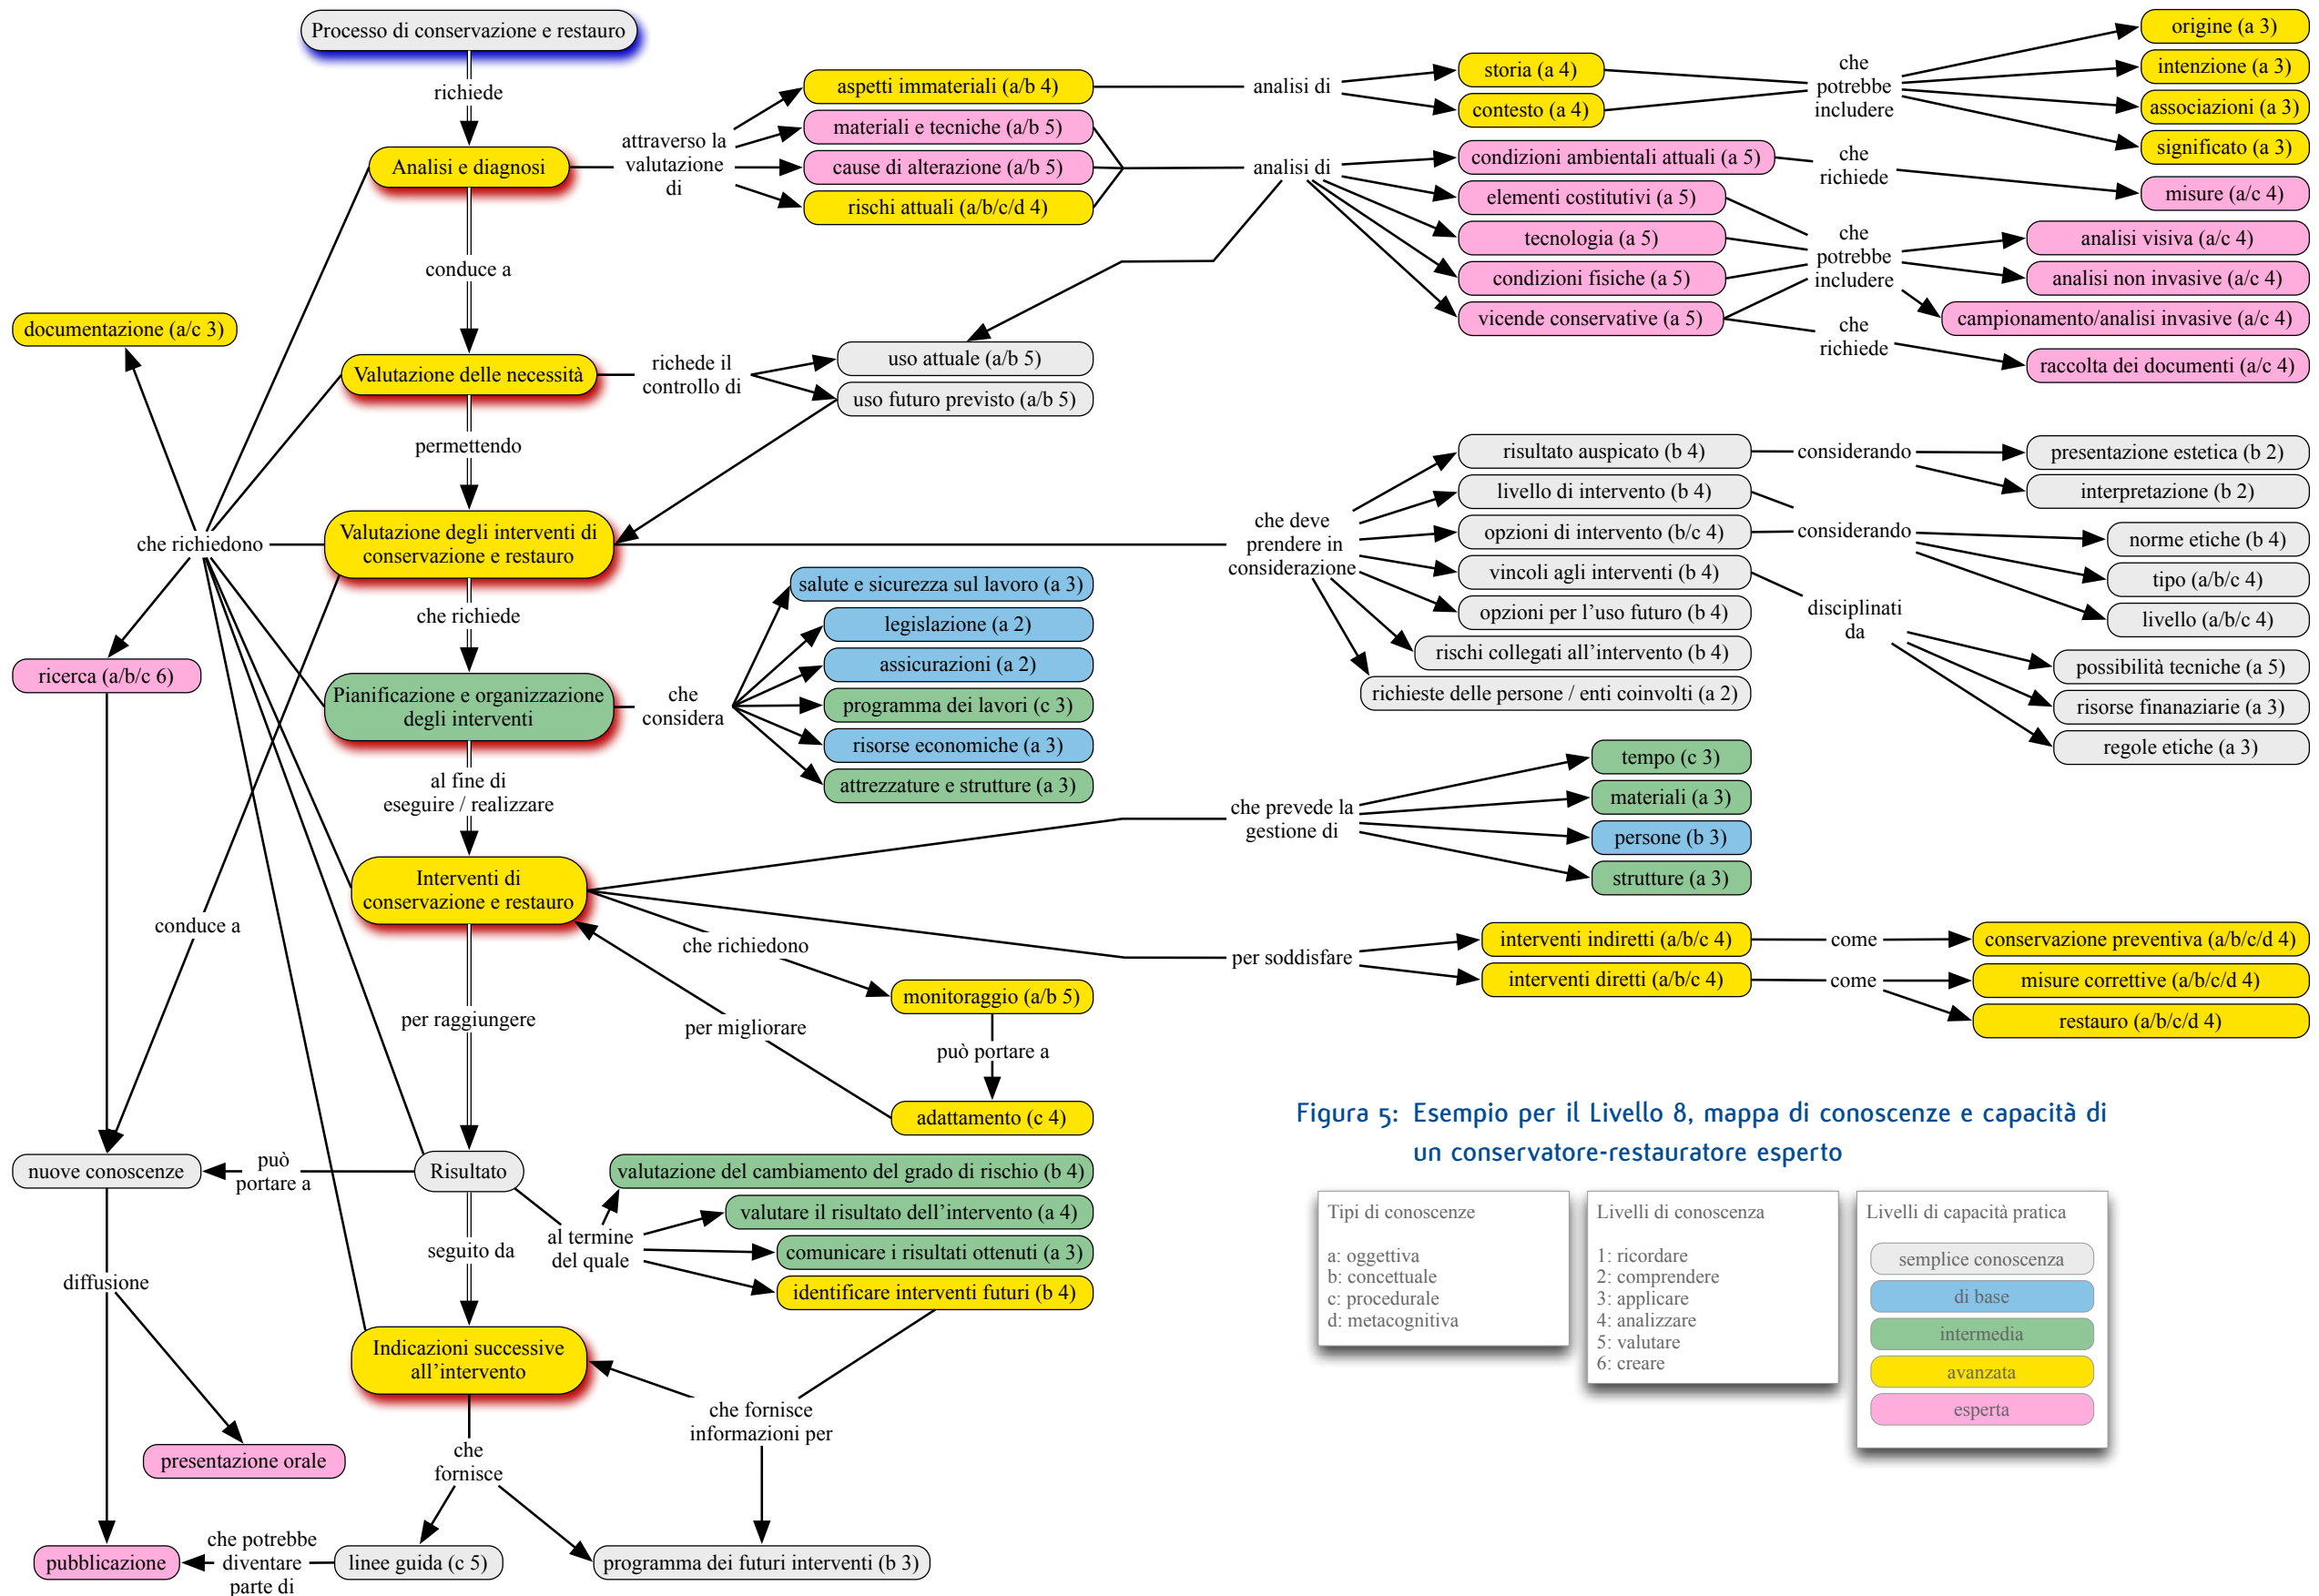 Processo di conservazione e restauro
richiede
Analisi e diagnosi
attraverso la
valutazione
di
aspetti immateriali (a/b 4)
materiali e tecniche (a/b 5)
cause di alterazione (a/b 5)
rischi attuali (a/b/c/d 4)
analisi di
storia (a 4)
contesto (a 4)
che
potrebbe
includere
origine (a 3)
intenzione (a 3)
associazioni (a 3)
significato (a 3)
analisi di
condizioni ambientali attuali (a 5)
elementi costitutivi (a 5)
tecnologia (a 5)
condizioni fisiche (a 5)
vicende conservative (a 5)
che
richiede
misure (a/c 4)
che
potrebbe
includere
analisi visiva (a/c 4)
analisi non invasive (a/c 4)
campionamento/analisi invasive (a/c 4)
che
richiede
raccolta dei documenti (a/c 4)
conduce a
documentazione (a/c 3)
Valutazione delle necessità
richede il
controllo di
uso attuale (a/b 5)
uso futuro previsto (a/b 5)
permettendo
che richiedono
Valutazione degli interventi di
conservazione e restauro
che deve
prendere in
considerazione
risultato auspicato (b 4)
livello di intervento (b 4)
opzioni di intervento (b/c 4)
vincoli agli interventi (b 4)
opzioni per l'uso futuro (b 4)
rischi collegati all'intervento (b 4)
richieste delle persone / enti coinvolti (a 2)
considerando
presentazione estetica (b 2)
interpretazione (b 2)
considerando
norme etiche (b 4)
tipo (a/b/c 4)
livello (a/b/c 4)
disciplinati
da
possibilità tecniche (a 5)
risorse finanaziarie (a 3)
regole etiche (a 3)
che richiede
ricerca (a/b/c 6)
Pianificazione e organizzazione
degli interventi
che
considera
salute e sicurezza sul lavoro (a 3)
legislazione (a 2)
assicurazioni (a 2)
programma dei lavori (c 3)
risorse economiche (a 3)
attrezzature e strutture (a 3)
al fine di
eseguire / realizzare
Interventi di
conservazione e restauro
che prevede la
gestione di
tempo (c 3)
materiali (a 3)
persone (b 3)
strutture (a 3)
per soddisfare
interventi indiretti (a/b/c 4)
interventi diretti (a/b/c 4)
come
conservazione preventiva (a/b/c/d 4)
come
misure correttive (a/b/c/d 4)
restauro (a/b/c/d 4)
conduce a
che richiedono
monitoraggio (a/b 5)
può portare a
adattamento (c 4)
per migliorare
per raggiungere
nuove conoscenze
può
portare a
Risultato
al termine
del quale
valutazione del cambiamento del grado di rischio (b 4)
valutare il risultato dell'intervento (a 4)
comunicare i risultati ottenuti (a 3)
identificare interventi futuri (b 4)
seguito da
diffusione
Indicazioni successive
all'intervento
che fornisce
informazioni per
che
fornisce
presentazione orale
pubblicazione
che potrebbe
diventare
parte di
linee guida (c 5)
programma dei futuri interventi (b 3)
Figura 5: Esempio per il Livello 8, mappa di conoscenze e capacità di
un conservatore-restauratore esperto
Tipi di conoscenze
a: oggettiva
b: concettuale
c: procedurale
d: metacognitiva
Livelli di conoscenza
1: ricordare
2: comprendere
3: applicare
4: analizzare
5: valutare
6: creare
Livelli di capacità pratica
semplice conoscenza
di base
intermedia
avanzata
esperta